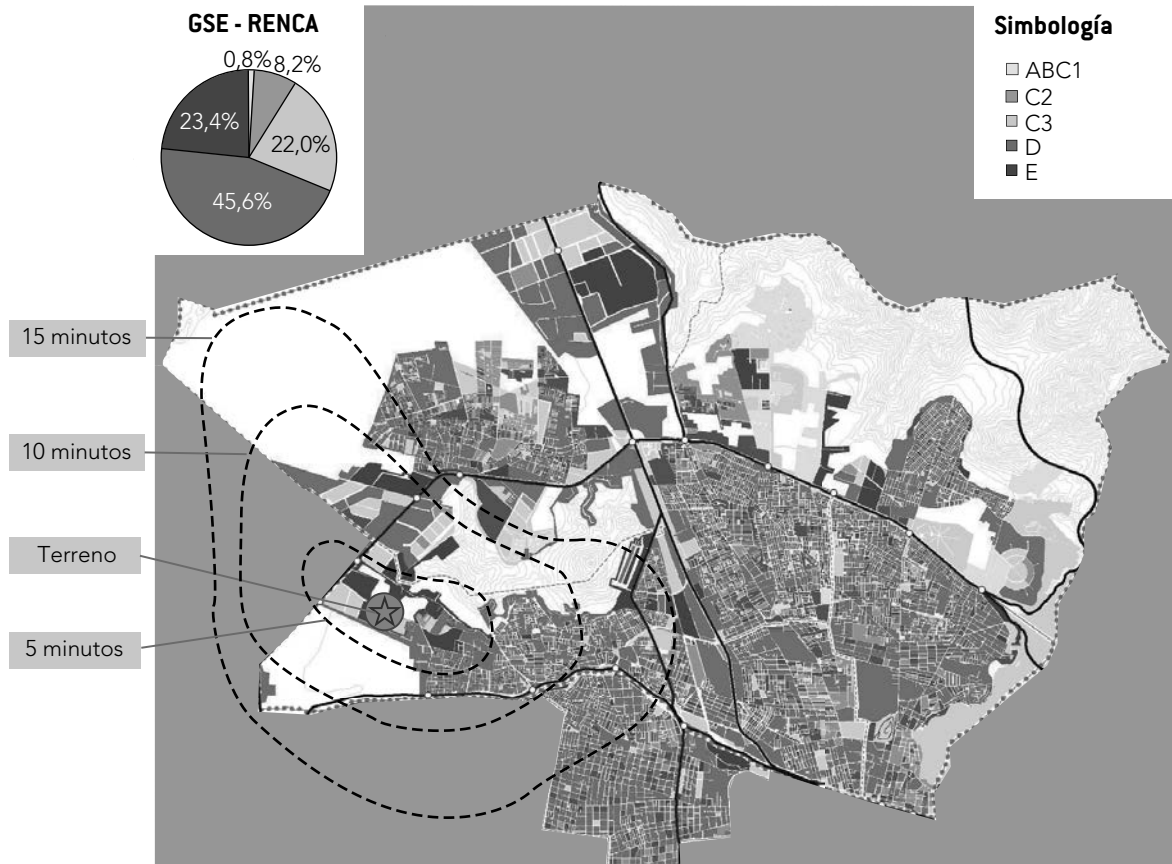 GSE - RENCA
0,8%
8,2%
23,4%
22,0%
45,6%
Simbología
ABC1
C2
C3
D
E
15 minutos
10 minutos
Terreno
5 minutos